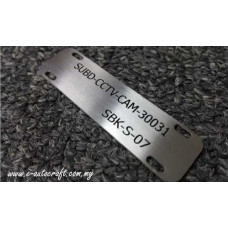 SUBD-CCTV-CAM-30031
SBK-S-07
www.e-autocraft.com.my